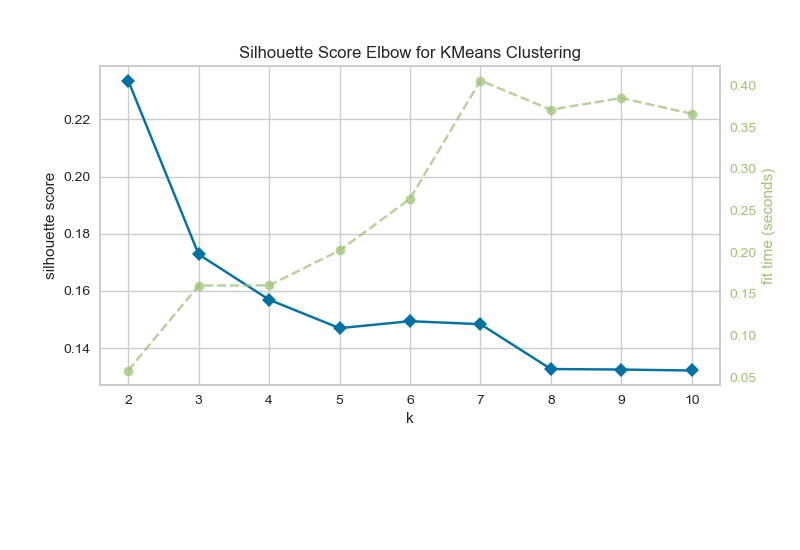 Silhouette Score Elbow for KMeans Clustering
silhouette score
0.22
0.20
0.18
0.16
0.14
2 3 4 5 6 7 8 9 10
k
0.40
0.35
0.30
0.25
0.20
0.15
0.10
0.05
fit time (seconds)